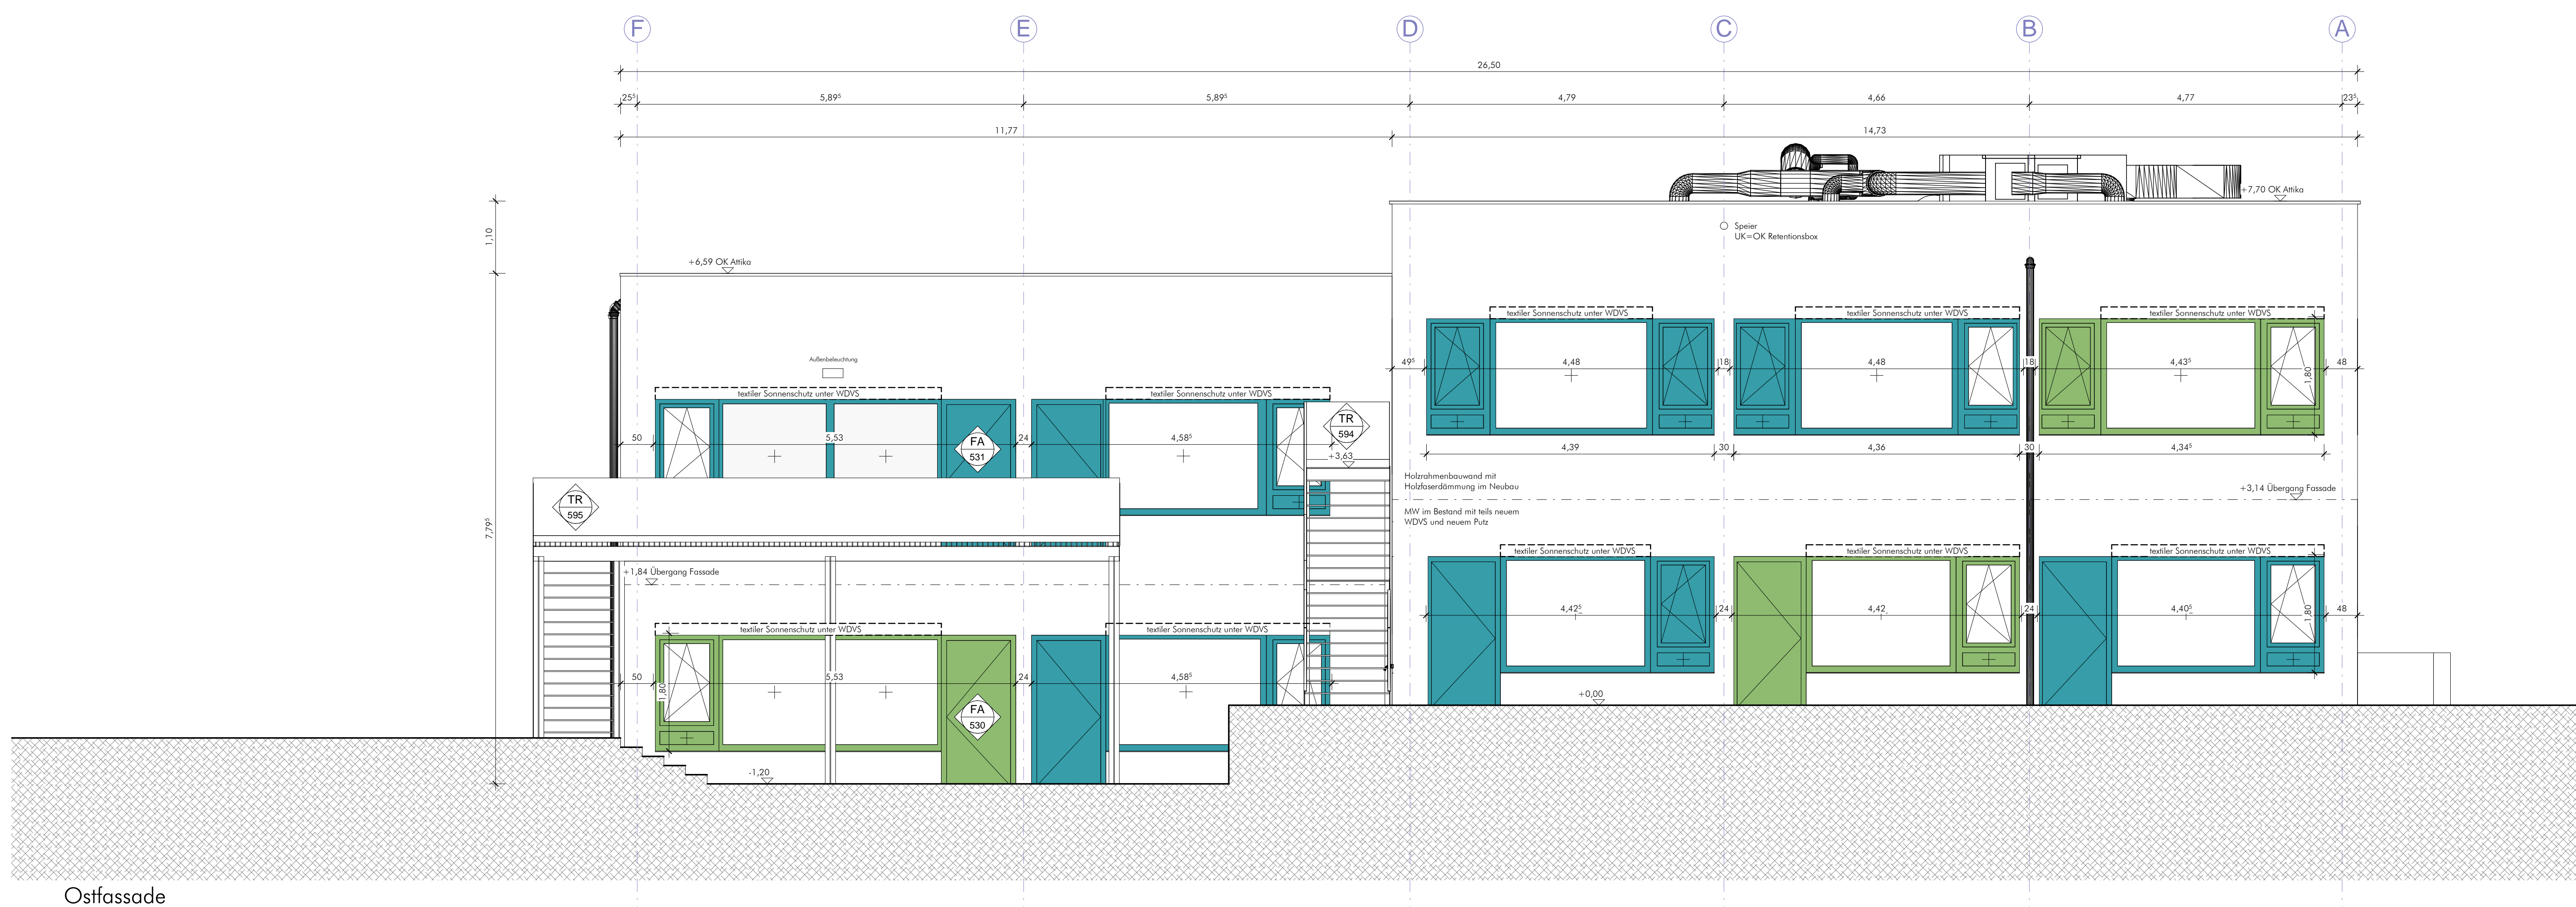 F E D C B A
26,50
25⁵ 5,89⁵ 5,89⁵ 4,79 4,66 4,77 23⁵
11,77 14,73
+7,70 OK Attika
1,10
Speier
UK=OK Retentionsbox
+6,59 OK Attika
textiler Sonnenschutz unter WDVS textiler Sonnenschutz unter WDVS textiler Sonnenschutz unter WDVS
Außenbeleuchtung
49⁵ 4,48 18 4,48 18 4,43⁵ 48
1,80
textiler Sonnenschutz unter WDVS textiler Sonnenschutz unter WDVS
TR
594
50 5,53 24 4,58⁵
FA
531
4,39 30 4,36 30 4,34⁵
+3,63
Holzrahmenbauwand mit
Holzfaserdämmung im Neubau
+3,14 Übergang Fassade
TR
595
MW im Bestand mit teils neuem
WDVS und neuem Putz
7,79⁵
textiler Sonnenschutz unter WDVS textiler Sonnenschutz unter WDVS textiler Sonnenschutz unter WDVS
+1,84 Übergang Fassade
4,42⁵ 24 4,42 24 4,40⁵ 48
1,80
textiler Sonnenschutz unter WDVS textiler Sonnenschutz unter WDVS
50 5,53 24 4,58⁵
1,80
+0,00
FA
530
-1,20
Ostfassade